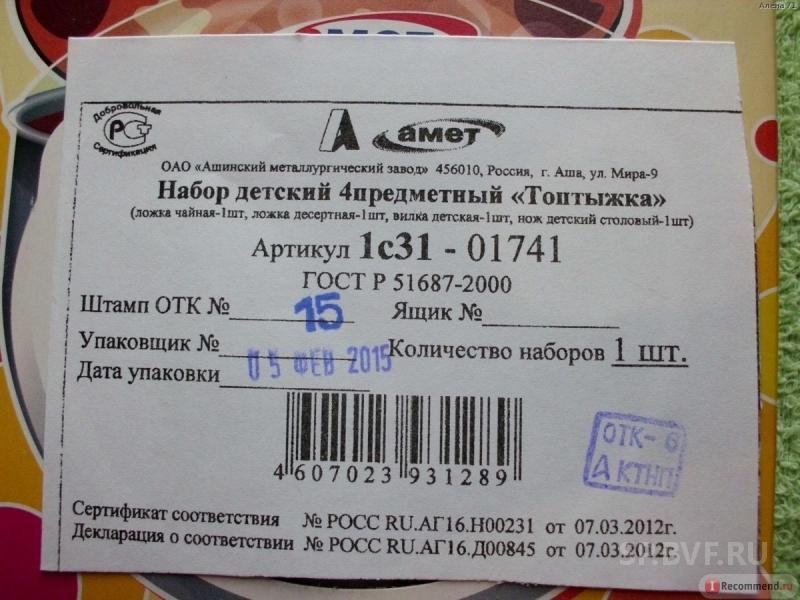 Алена71
Добровольная
РСТ
Сертификация
амет
ОАО «Ашинский металлургический завод» 456010, Россия, г. Аша, ул. Мира-9
Набор детский 4предметный «Топтыжка»
(ложка чайная-1шт, ложка десертная-1шт, вилка детская-1шт, нож детский столовый-1шт)
Артикул 1с31 - 01741
ГОСТ Р 51687-2000
Штамп ОТК № 15 Ящик №
Упаковщик № Количество наборов 1 шт.
Дата упаковки 05 ФЕВ 2015
ОТК- 6
А КТНП
4 607023 931289
Сертификат соответствия № РОСС RU.АГ16.Н00231 от 07.03.2012г.
Декларация о соответствии № РОСС RU.АГ16.Д00845 от 07.03.2012г.
Recommend.ru